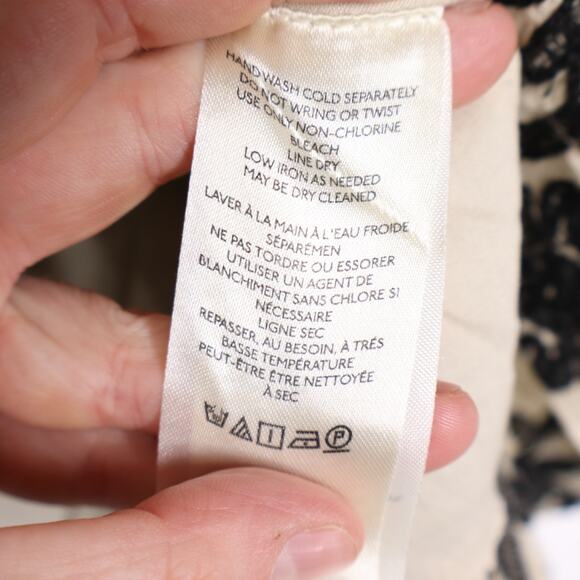 HAND WASH COLD SEPARATELY
DO NOT WRING OR TWIST
USE ONLY NON-CHLORINE
BLEACH
LINE DRY
LOW IRON AS NEEDED
MAY BE DRY CLEANED
LAVER À LA MAIN À L'EAU FROIDE
SÉPARÉMEN
NE PAS TORDRE OU ESSORER
UTILISER UN AGENT DE
BLANCHIMENT SANS CHLORE SI
NÉCESSAIRE
LIGNE SEC
REPASSER, AU BESOIN, À TRÉS
BASSE TEMPÉRATURE
PEUT-ÊTRE ÊTRE NETTOYÉE
À SEC
P